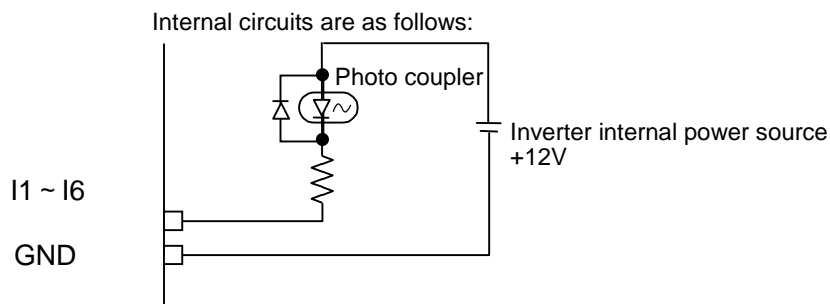 Internal circuits are as follows:
Photo coupler
Inverter internal power source
+12V
I1 ~ I6
GND